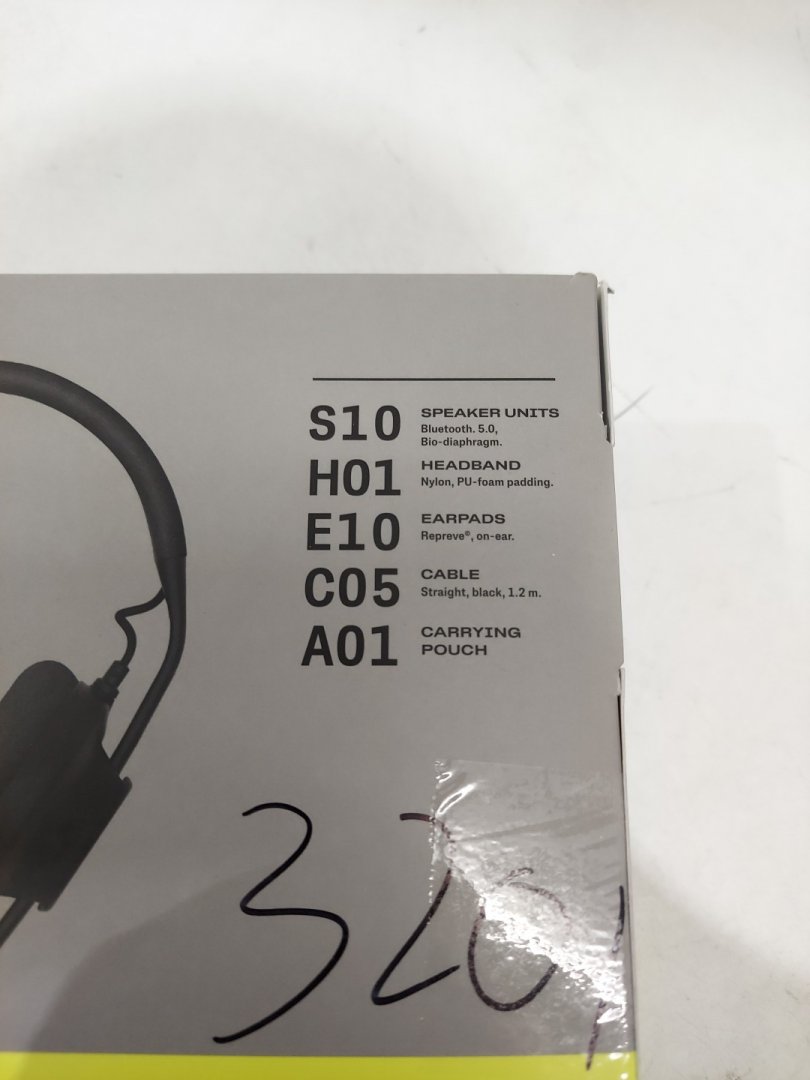 S10 SPEAKER UNITS
Bluetooth. 5.0,
Bio-diaphragm.
H01 HEADBAND
Nylon, PU-foam padding.
E10 EARPADS
Repreve®, on-ear.
C05 CABLE
Straight, black, 1.2 m.
A01 CARRYING
POUCH
320,